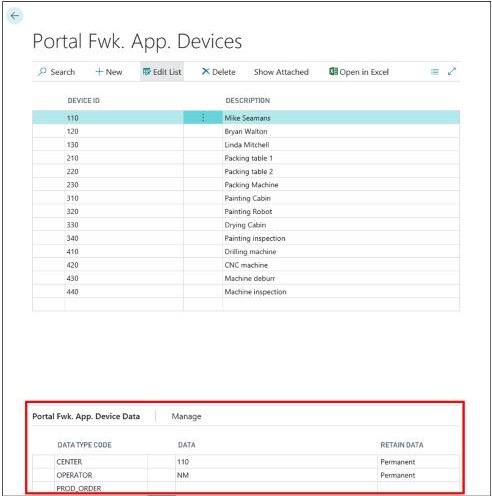 Portal Fwk. App. Devices
Search + New Edit List Delete Show Attached Open in Excel
DEVICE ID DESCRIPTION
110 Mike Seamans
120 Bryan Walton
130 Linda Mitchell
210 Packing table 1
220 Packing table 2
230 Packing Machine
310 Painting Cabin
320 Painting Robot
330 Drying Cabin
340 Painting inspection
410 Drilling machine
420 CNC machine
430 Machine deburr
440 Machine inspection
Portal Fwk. App. Device Data Manage
DATA TYPE CODE DATA RETAIN DATA
CENTER 110 Permanent
OPERATOR NM Permanent
PROD_ORDER